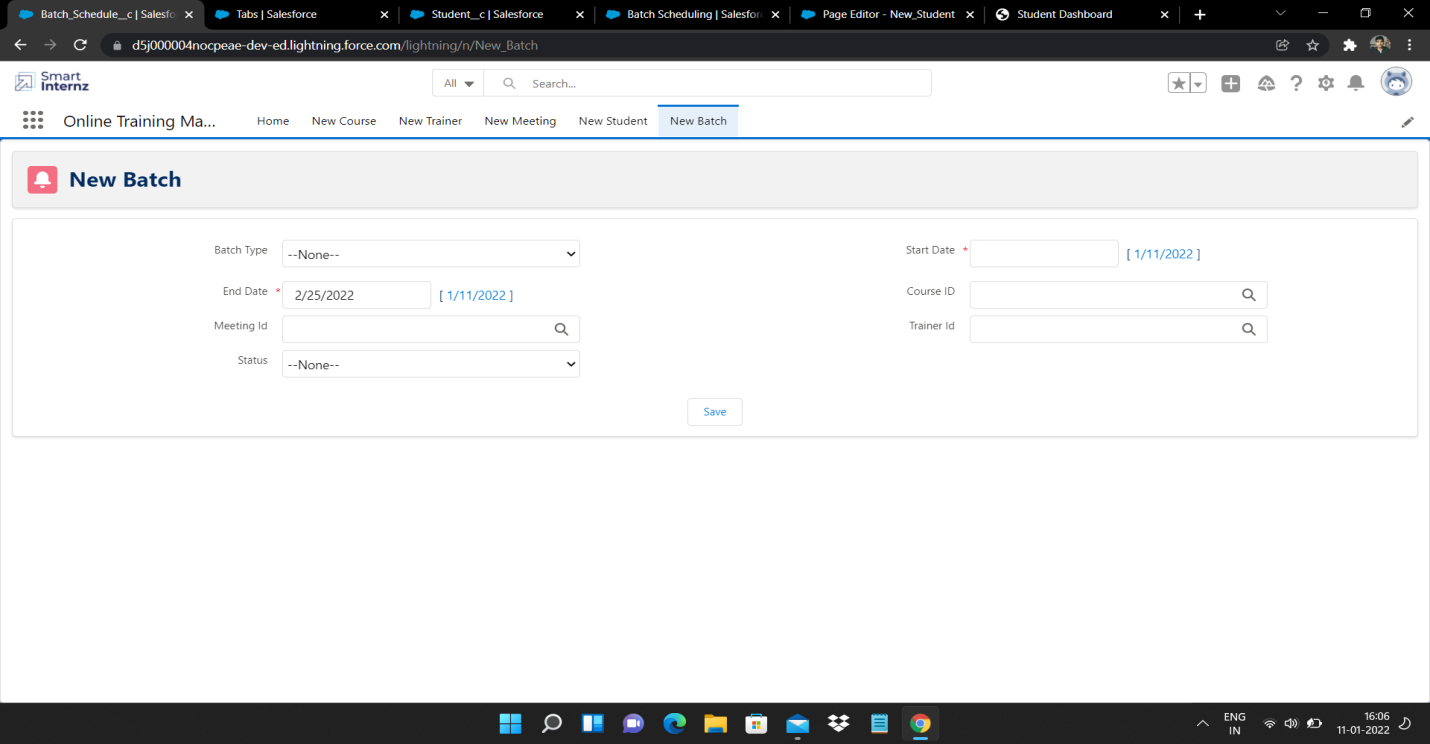 Batch_Schedule__c | Salesfo
Tabs | Salesforce
Student__c | Salesforce
Batch Scheduling | Salesfor
Page Editor - New_Student
Student Dashboard
d5j000004nocpeae-dev-ed.lightning.force.com/lightning/n/New_Batch
Smart
Internz
All
Search...
Online Training Ma...
Home
New Course
New Trainer
New Meeting
New Student
New Batch
New Batch
Batch Type
--None--
Start Date *
[ 1/11/2022 ]
End Date *
2/25/2022
[ 1/11/2022 ]
Course ID
Meeting Id
Trainer Id
Status
--None--
Save
ENG
IN
16:06
11-01-2022